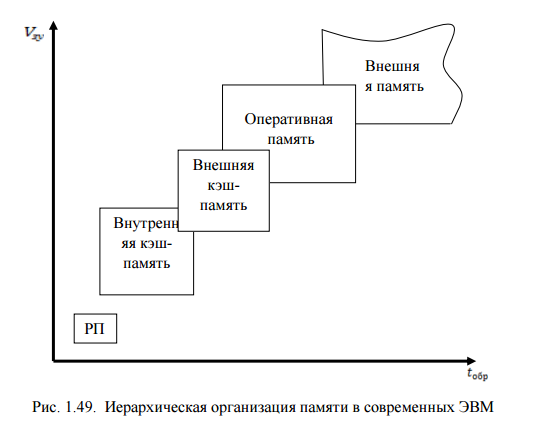 Vзу
Внешня
я память
Оперативная
память
Внешняя
кэш-
память
Внутренн
яя кэш-
память
РП
tобр
Рис. 1.49. Иерархическая организация памяти в современных ЭВМ